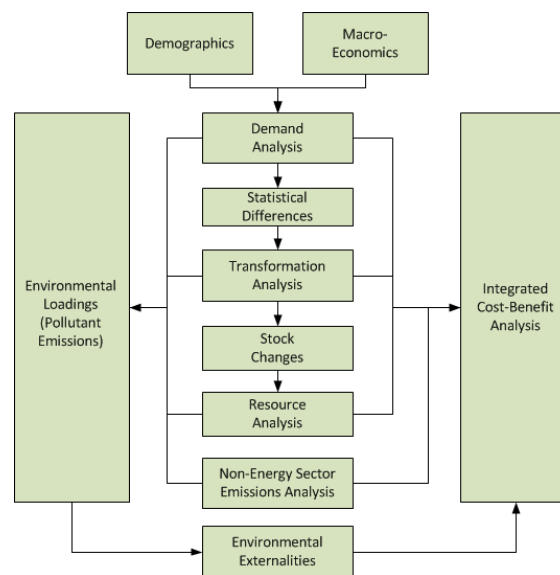 Demographics
Macro-
Economics
Demand
Analysis
Statistical
Differences
Transformation
Analysis
Environmental
Loadings
(Pollutant
Emissions)
Integrated
Cost-Benefit
Analysis
Stock
Changes
Resource
Analysis
Non-Energy Sector
Emissions Analysis
Environmental
Externalities